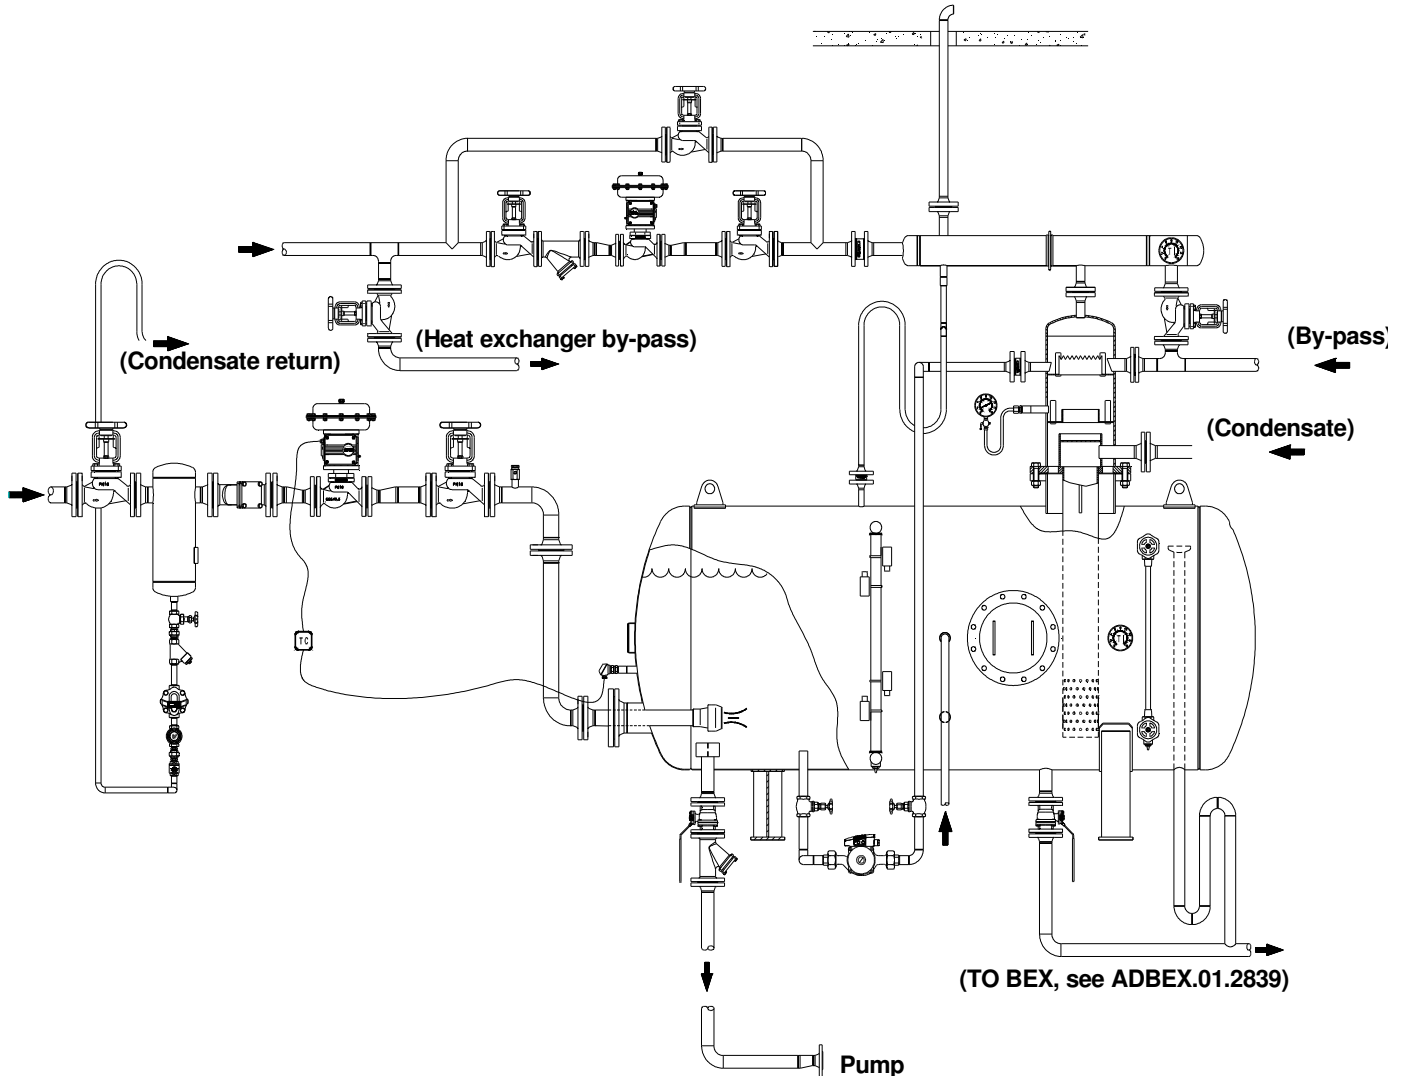 (Heat exchanger by-pass)
(By-pass)
(Condensate return)
(Condensate)
TC
(TO BEX, see ADBEX.01.2839)
Pump